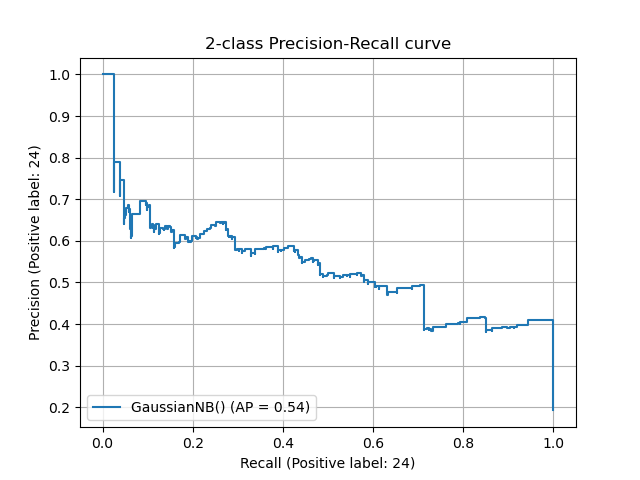 2-class Precision-Recall curve
Precision (Positive label: 24)
1.0
0.9
0.8
0.7
0.6
0.5
0.4
0.3
0.2
GaussianNB() (AP = 0.54)
0.0 0.2 0.4 0.6 0.8 1.0
Recall (Positive label: 24)